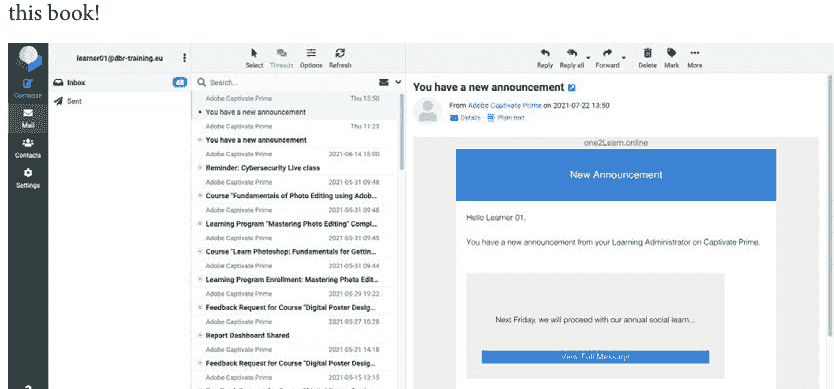 this book!
learner01@dbr-training.eu
Select
Threads
Options
Refresh
Reply
Reply all
Forward
Delete
Mark
More
Compose
Mail
Contacts
Settings
Inbox
Sent
Search...
Adobe Captivate Prime Thu 13:50
You have a new announcement
Adobe Captivate Prime Thu 11:23
You have a new announcement
Adobe Captivate Prime 2021-06-14 15:00
Reminder: Cybersecurity Live class
Adobe Captivate Prime 2021-05-31 09:48
Course "Fundamentals of Photo Editing using Adob...
Adobe Captivate Prime 2021-05-31 09:48
Learning Program "Mastering Photo Editing" Compl...
Adobe Captivate Prime 2021-05-31 09:45
Course "Learn Photoshop: Fundamentals for Gettin...
Adobe Captivate Prime 2021-05-31 09:44
Learning Program Enrollment: Mastering Photo Edit...
Adobe Captivate Prime 2021-05-29 19:22
Feedback Request for Course "Digital Poster Desig...
Adobe Captivate Prime 2021-05-27 10:28
Report Dashboard Shared
Adobe Captivate Prime 2021-05-21 14:18
Feedback Request for Course "Digital Poster Desig...
Adobe Captivate Prime 2021-05-15 13:15
You have a new announcement
From Adobe Captivate Prime on 2021-07-22 13:50
Details
Plain text
one2Learn.online
New Announcement
Hello Learner 01,
You have a new announcement from your Learning Administrator on Captivate Prime.
Next Friday, we will proceed with our annual social learn...
View Full Message